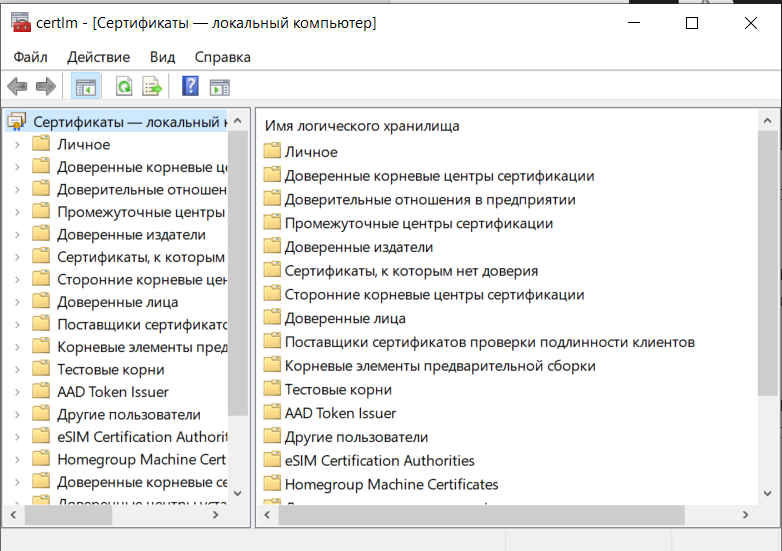 certlm - [Сертификаты — локальный компьютер]
Файл Действие Вид Справка
Сертификаты — локальный к
Личное
Доверенные корневые це
Доверительные отношен
Промежуточные центры
Доверенные издатели
Сертификаты, к которым
Сторонние корневые цен
Доверенные лица
Поставщики сертификатс
Корневые элементы пред
Тестовые корни
AAD Token Issuer
Другие пользователи
eSIM Certification Authorit
Homegroup Machine Cert
Доверенные корневые се
Доверенные центры уста
Имя логического хранилища
Личное
Доверенные корневые центры сертификации
Доверительные отношения в предприятии
Промежуточные центры сертификации
Доверенные издатели
Сертификаты, к которым нет доверия
Сторонние корневые центры сертификации
Доверенные лица
Поставщики сертификатов проверки подлинности клиентов
Корневые элементы предварительной сборки
Тестовые корни
AAD Token Issuer
Другие пользователи
eSIM Certification Authorities
Homegroup Machine Certificates